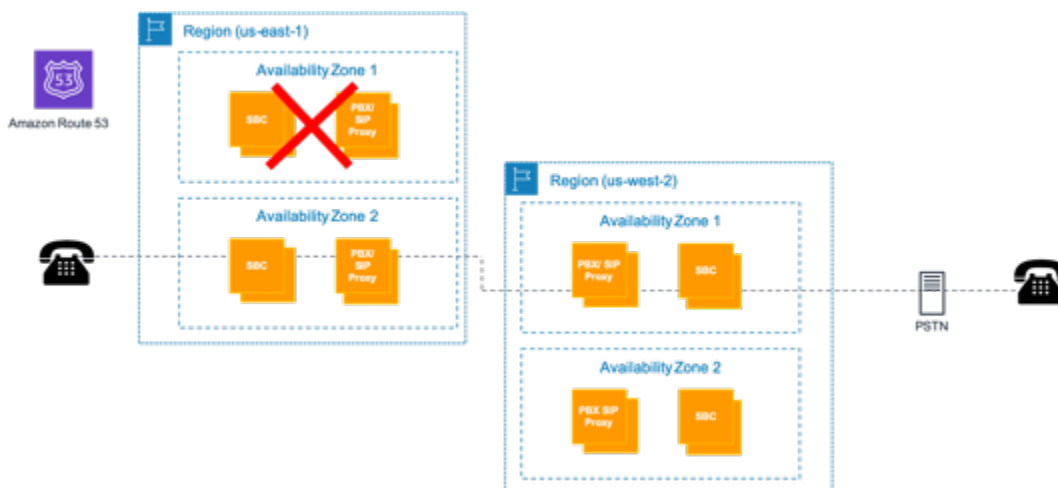 Region (us-east-1)
Availability Zone 1
53
SBC
PBX/
SIP
Proxy
Amazon Route 53
Availability Zone 2
SBC
PBX/
SIP
Proxy
Region (us-west-2)
Availability Zone 1
PBX/ SIP
Proxy
SBC
PSTN
Availability Zone 2
PBX SIP
Proxy
SBC